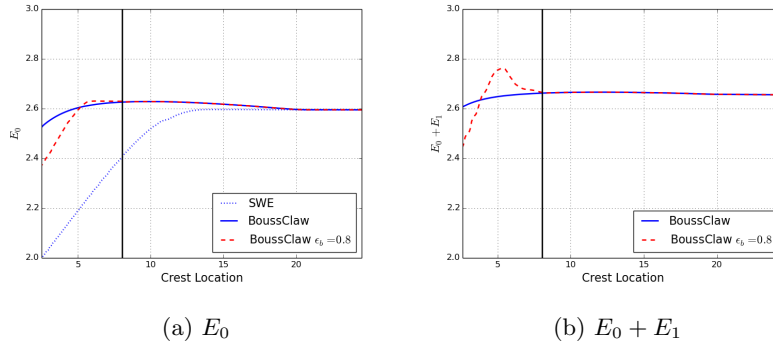 3.0
2.8
2.6
2.4
2.2
2.0
E₀
5 10 15 20
Crest Location
SWE
BoussClaw
BoussClaw ϵ_b = 0.8
(a) E₀
3.0
2.8
2.6
2.4
2.2
2.0
E₀ + E₁
5 10 15 20
Crest Location
BoussClaw
BoussClaw ϵ_b = 0.8
(b) E₀ + E₁